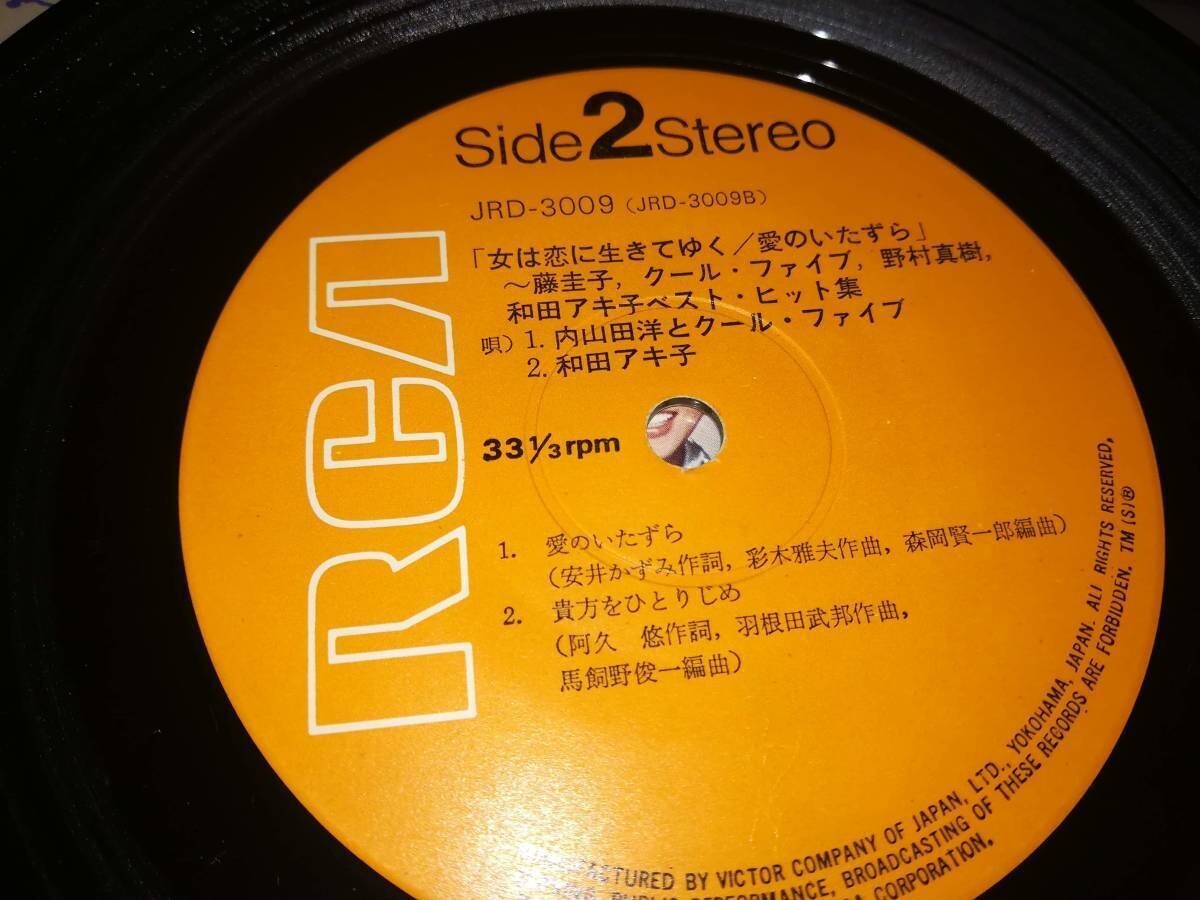 Side 2 Stereo
JRD-3009 (JRD-3009B)
「女は恋に生きてゆく/愛のいたずら」
〜藤圭子, クール・ファイブ, 野村真樹,
和田アキ子ベスト・ヒット集
唄) 1. 内山田洋とクール・ファイブ
2. 和田アキ子
RCA
33 1/3 rpm
1. 愛のいたずら
(安井かずみ作詞, 彩木雅夫作曲, 森岡賢一郎編曲)
2. 貴方をひとりじめ
(阿久 悠作詞, 羽根田武邦作曲,
馬飼野俊一編曲)
BY VICTOR COMPANY OF JAPAN, LTD., YOKOHAMA, JAPAN. ALL RIGHTS RESERVED.
PUBLIC PERFORMANCE, BROADCASTING OF THESE RECORDS ARE FORBIDDEN. TM(S)®
CORPORATION.